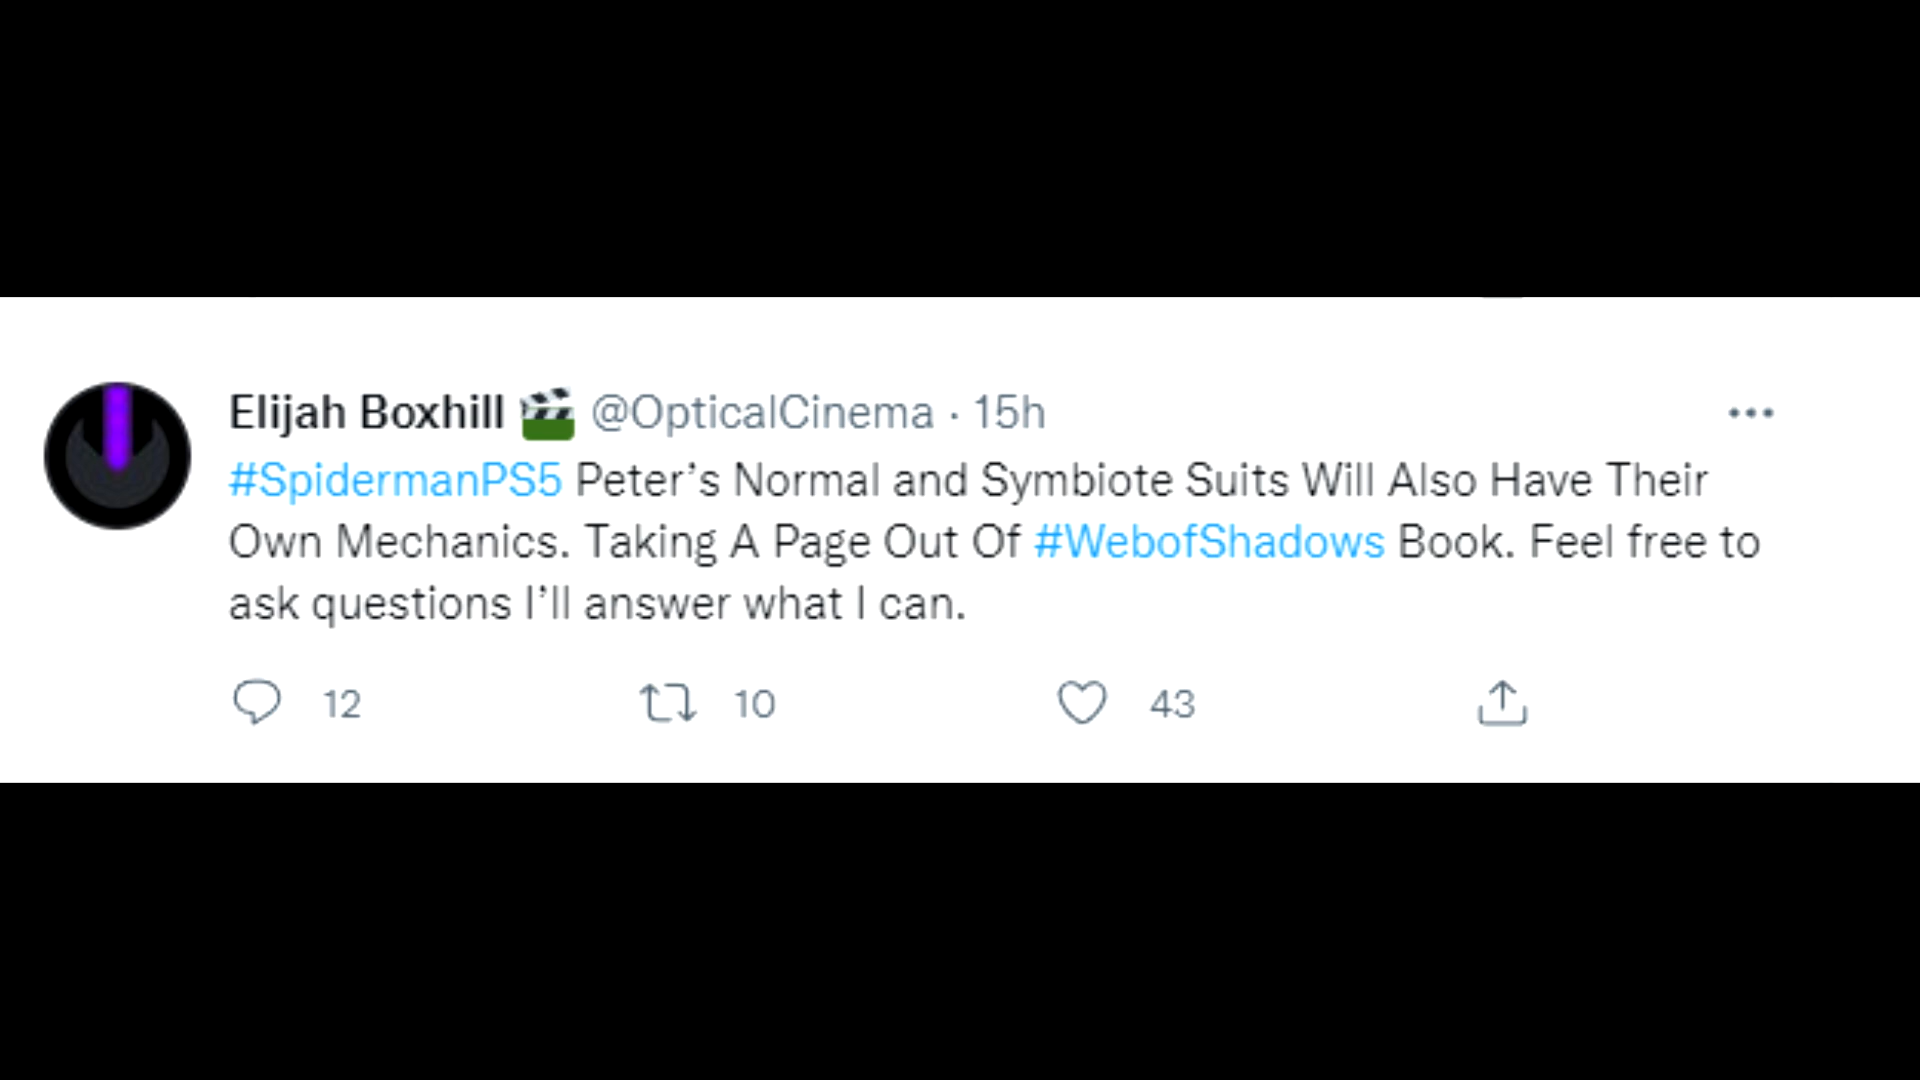 Elijah Boxhill 🎬 @OpticalCinema · 15h
#SpidermanPS5 Peter’s Normal and Symbiote Suits Will Also Have Their
Own Mechanics. Taking A Page Out Of #WebofShadows Book. Feel free to
ask questions I’ll answer what I can.
12 10 43